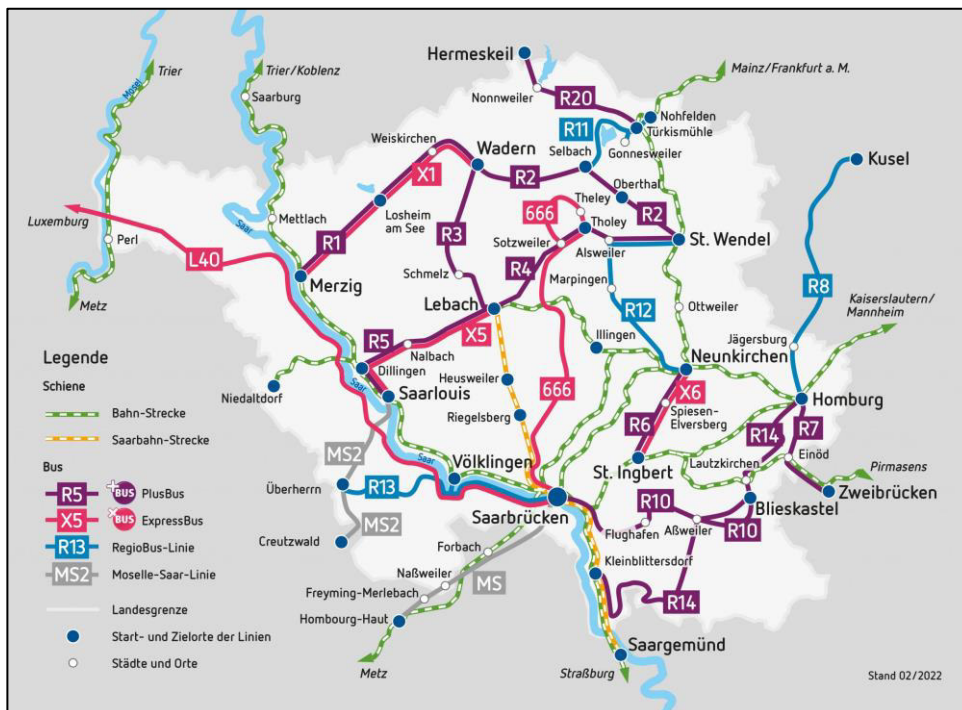 Hermeskeil
Trier
Trier/Koblenz
Mainz/Frankfurt a. M.
Mosel
Saarburg
Nonnweiler
R20
Nohfelden
Türkismühle
R11
Gonnesweiler
Weiskirchen
Wadern
Selbach
Kusel
X1
R2
Oberthal
Theley
Losheim
am See
666
Tholey
R2
Luxemburg
Mettlach
Saar
R1
R3
Sotzweiler
St. Wendel
Perl
L40
R4
Alsweiler
Merzig
Schmelz
Marpingen
R8
Metz
Lebach
R12
Ottweiler
Kaiserslautern/
Mannheim
R5
X5
Illingen
Jägersburg
Nalbach
Neunkirchen
Dillingen
Heusweiler
666
X6
Saar
Niedaltdorf
Saarlouis
Riegelsberg
Spiesen-
Elversberg
Homburg
R6
R14
R7
MS2
Saar
Völklingen
St. Ingbert
Lautzkirchen
Einöd
Pirmasens
Überherrn
R13
Zweibrücken
Saarbrücken
R10
Blieskastel
MS2
Flughafen
Aßweiler
R10
Creutzwald
Forbach
Kleinblittersdorf
Naßweiler
MS
Freyming-Merlebach
R14
Hombourg-Haut
Saargemünd
Metz
Straßburg
Legende
Schiene
Bahn-Strecke
Saarbahn-Strecke
Bus
R5 +BUS PlusBus
X5 xBUS ExpressBus
R13 RegioBus-Linie
MS2 Moselle-Saar-Linie
Landesgrenze
Start- und Zielorte der Linien
Städte und Orte
Stand 02/2022